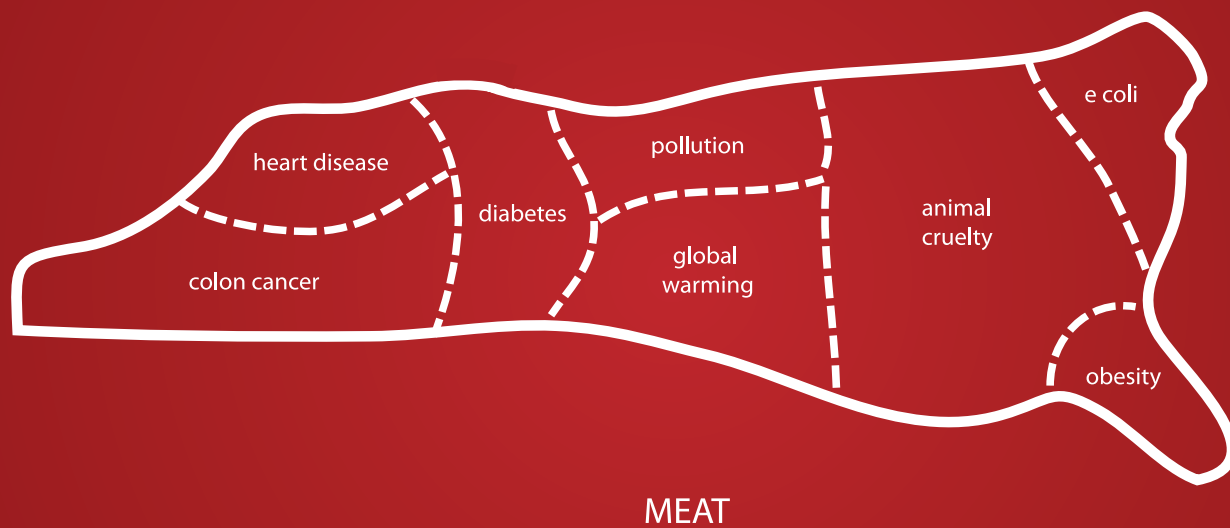 heart disease
colon cancer
diabetes
pollution
global
warming
animal
cruelty
e coli
obesity
MEAT